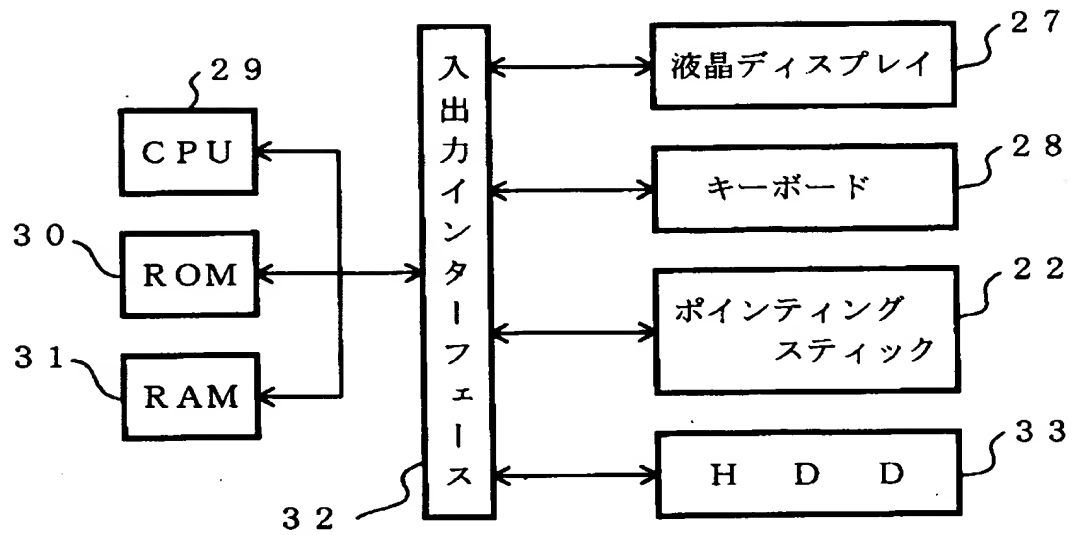 29
CPU
30
ROM
31
RAM
入出力インターフェース
32
27
液晶ディスプレイ
28
キーボード
22
ポインティング
スティック
33
H D D